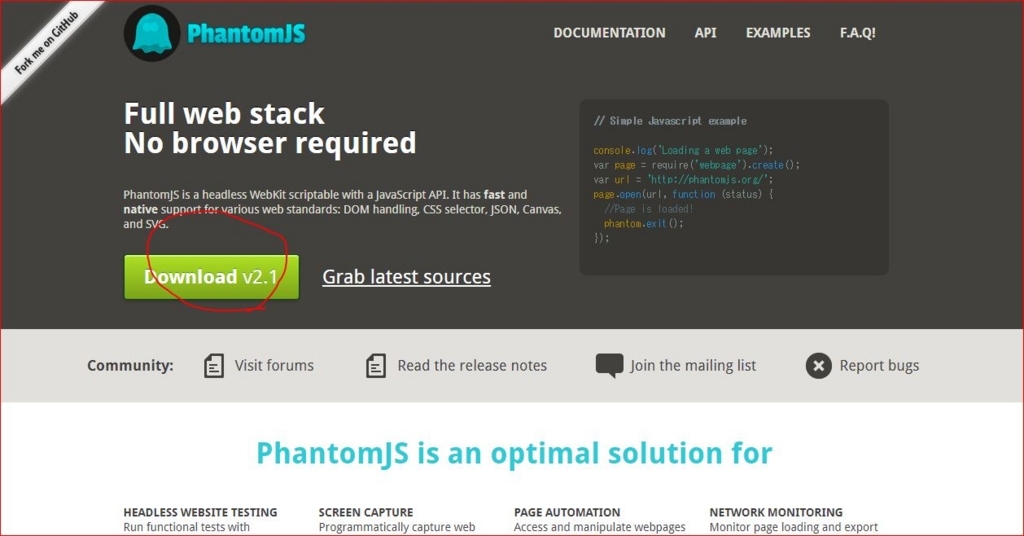 Fork me on GitHub
PhantomJS
DOCUMENTATION API EXAMPLES F.A.Q!
Full web stack
No browser required
PhantomJS is a headless WebKit scriptable with a JavaScript API. It has fast and
native support for various web standards: DOM handling, CSS selector, JSON, Canvas,
and SVG.
Download v2.1
Grab latest sources
// Simple Javascript example
console.log('Loading a web page');
var page = require('webpage').create();
var url = 'http://phantomjs.org/';
page.open(url, function (status) {
//Page is loaded!
phantom.exit();
});
Community: Visit forums Read the release notes Join the mailing list Report bugs
PhantomJS is an optimal solution for
HEADLESS WEBSITE TESTING
Run functional tests with
SCREEN CAPTURE
Programmatically capture web
PAGE AUTOMATION
Access and manipulate webpages
NETWORK MONITORING
Monitor page loading and export